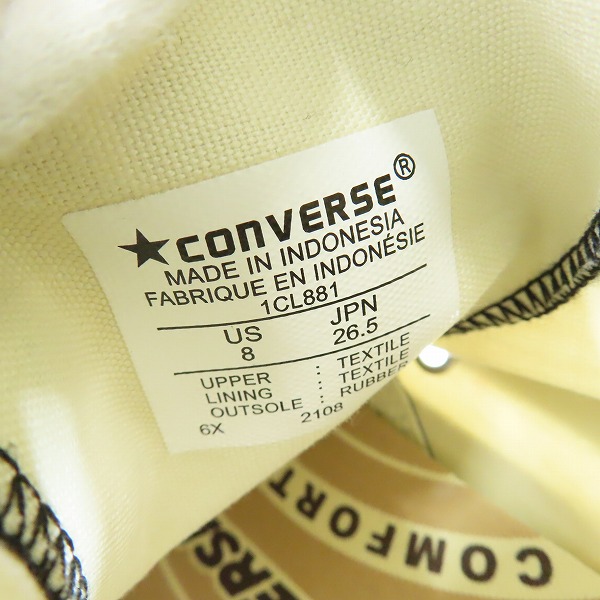 ★CONVERSE®
MADE IN INDONESIA
FABRIQUE EN INDONÉSIE
1CL881
US JPN
8 26.5
UPPER : TEXTILE
LINING : TEXTILE
OUTSOLE : RUBBER
6X 2108
COMFORT